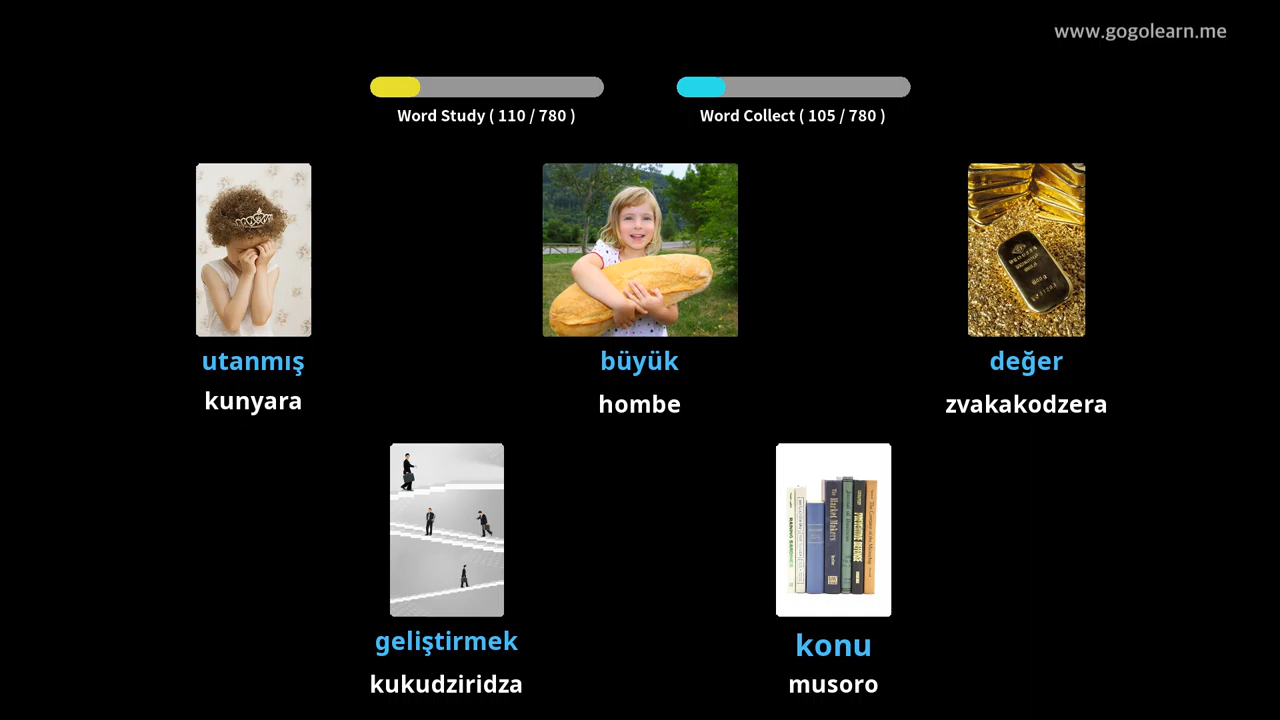 www.gogolearn.me
Word Study ( 110 / 780 )
Word Collect ( 105 / 780 )
utanmış
kunyara
büyük
hombe
değer
zvakakodzera
geliştirmek
kukudziridza
konu
musoro